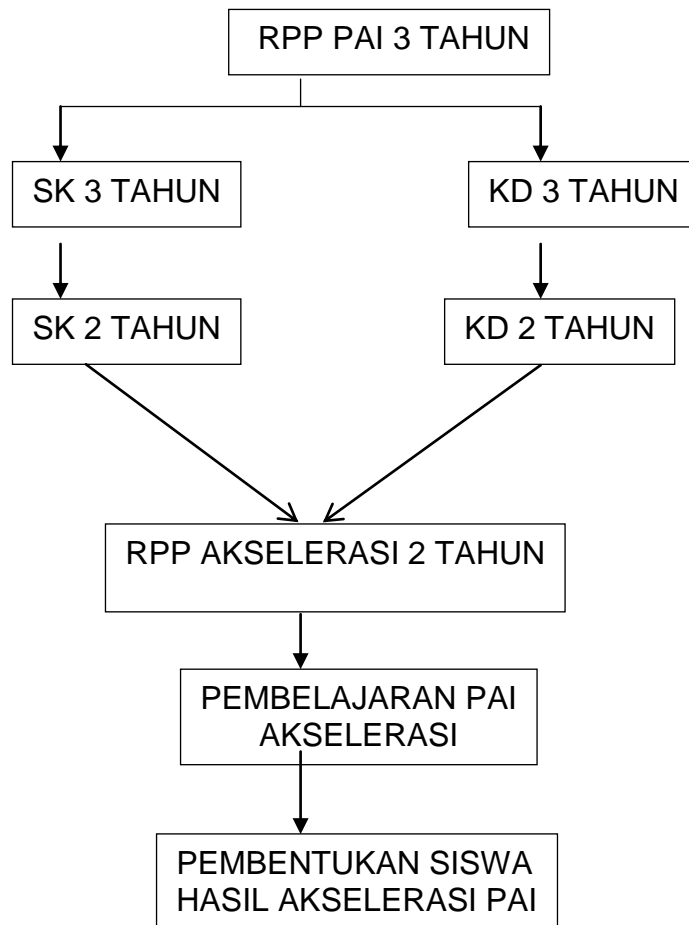 RPP PAI 3 TAHUN
SK 3 TAHUN
KD 3 TAHUN
SK 2 TAHUN
KD 2 TAHUN
RPP AKSELERASI 2 TAHUN
PEMBELAJARAN PAI
AKSELERASI
PEMBENTUKAN SISWA
HASIL AKSELERASI PAI